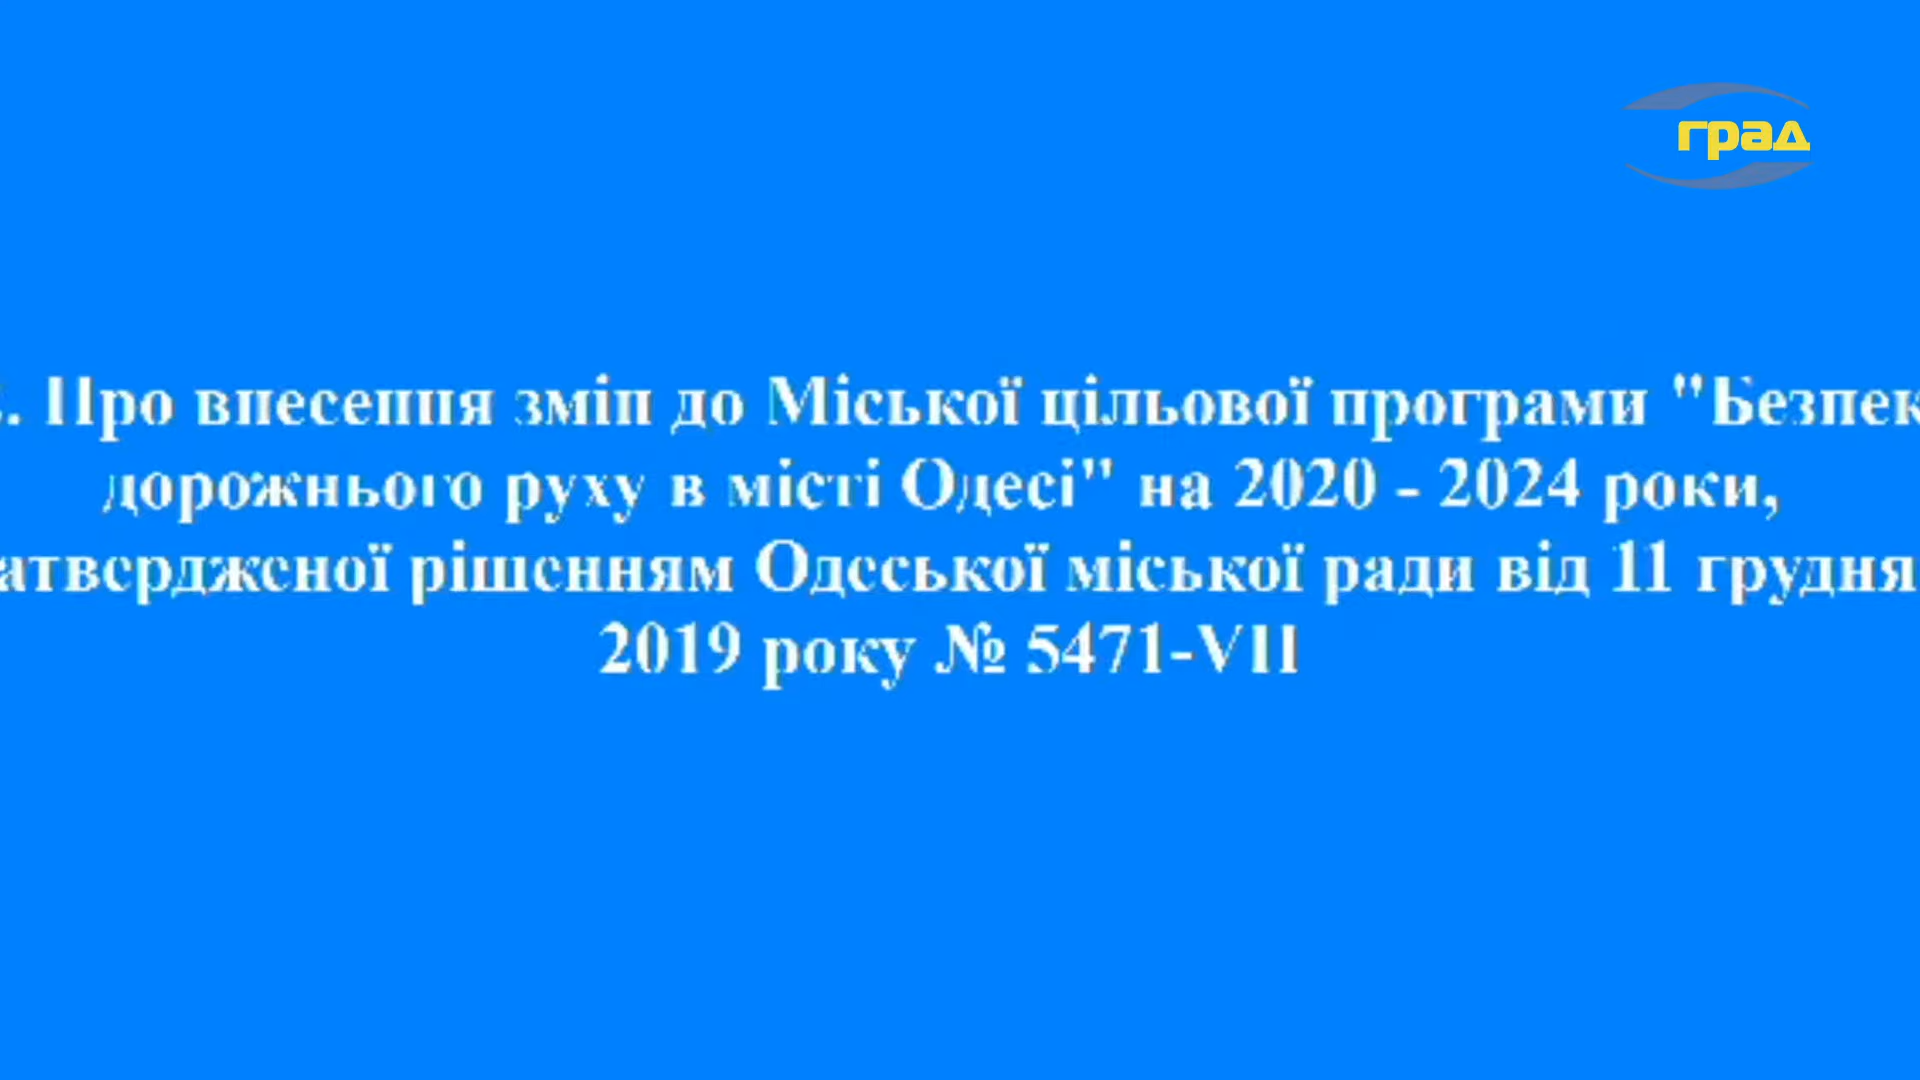 град
. Про внесення змін до Міської цільової програми "Безпек
дорожнього руху в місті Одесі" на 2020 - 2024 роки,
атвердженої рішенням Одеської міської ради від 11 грудня
2019 року № 5471-VII